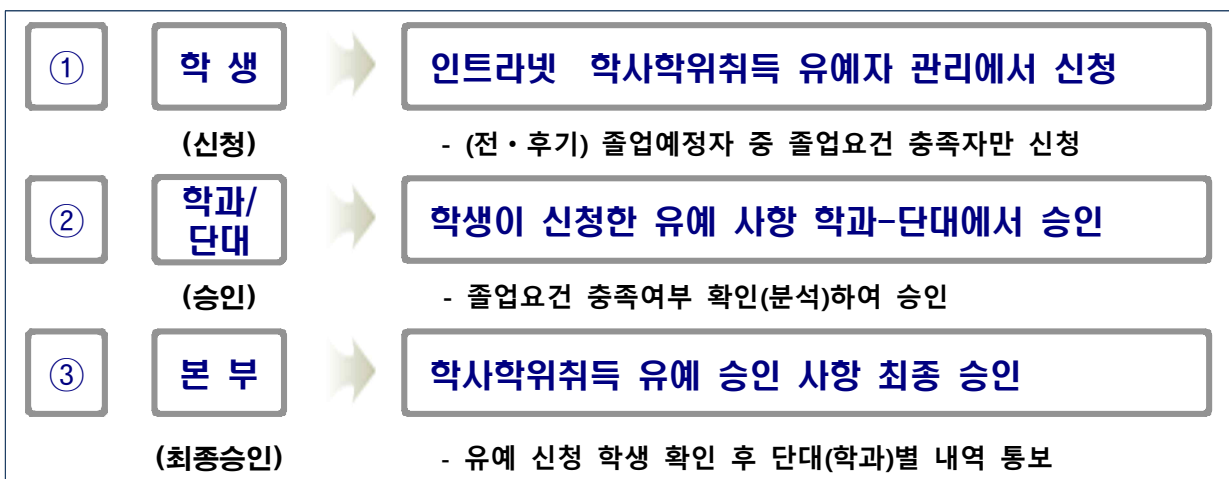 ① 학 생 인트라넷 학사학위취득 유예자 관리에서 신청
(신청) - (전・후기) 졸업예정자 중 졸업요건 충족자만 신청
② 학과/
단대 학생이 신청한 유예 사항 학과-단대에서 승인
(승인) - 졸업요건 충족여부 확인(분석)하여 승인
③ 본 부 학사학위취득 유예 승인 사항 최종 승인
(최종승인) - 유예 신청 학생 확인 후 단대(학과)별 내역 통보